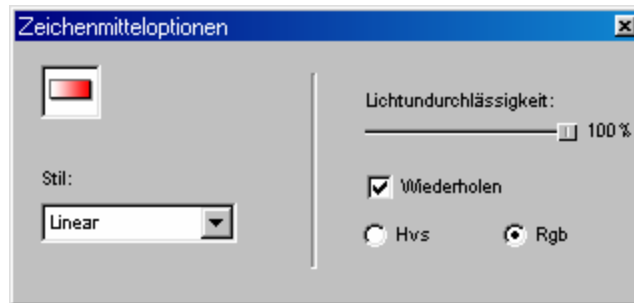 Zeichenmitteloptionen
Stil:
Linear
Lichtundurchlässigkeit:
100 %
Wiederholen
Hvs
Rgb